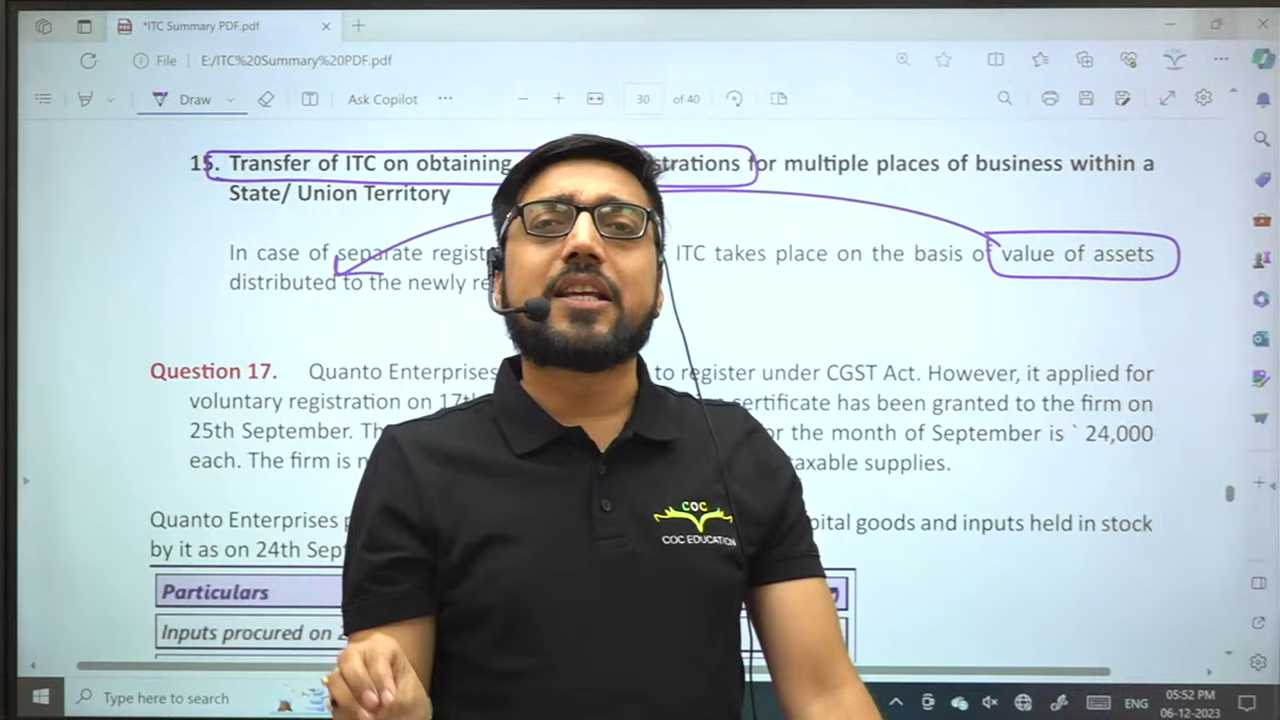 *ITC Summary PDF.pdf
File E:/ITC%20Summary%20PDF.pdf
Draw Ask Copilot 30 of 40
15. Transfer of ITC on obtaining strations for multiple places of business within a
State/ Union Territory
In case of separate regist ITC takes place on the basis of value of assets
distributed to the newly re
Question 17. Quanto Enterprises to register under CGST Act. However, it applied for
voluntary registration on 17t certificate has been granted to the firm on
25th September. Th or the month of September is ` 24,000
each. The firm is n taxable supplies.
Quanto Enterprises p pital goods and inputs held in stock
by it as on 24th Sep
Particulars
Inputs procured on 2
COC
COC EDUCATION
Type here to search
ENG
05:52 PM
06-12-2023